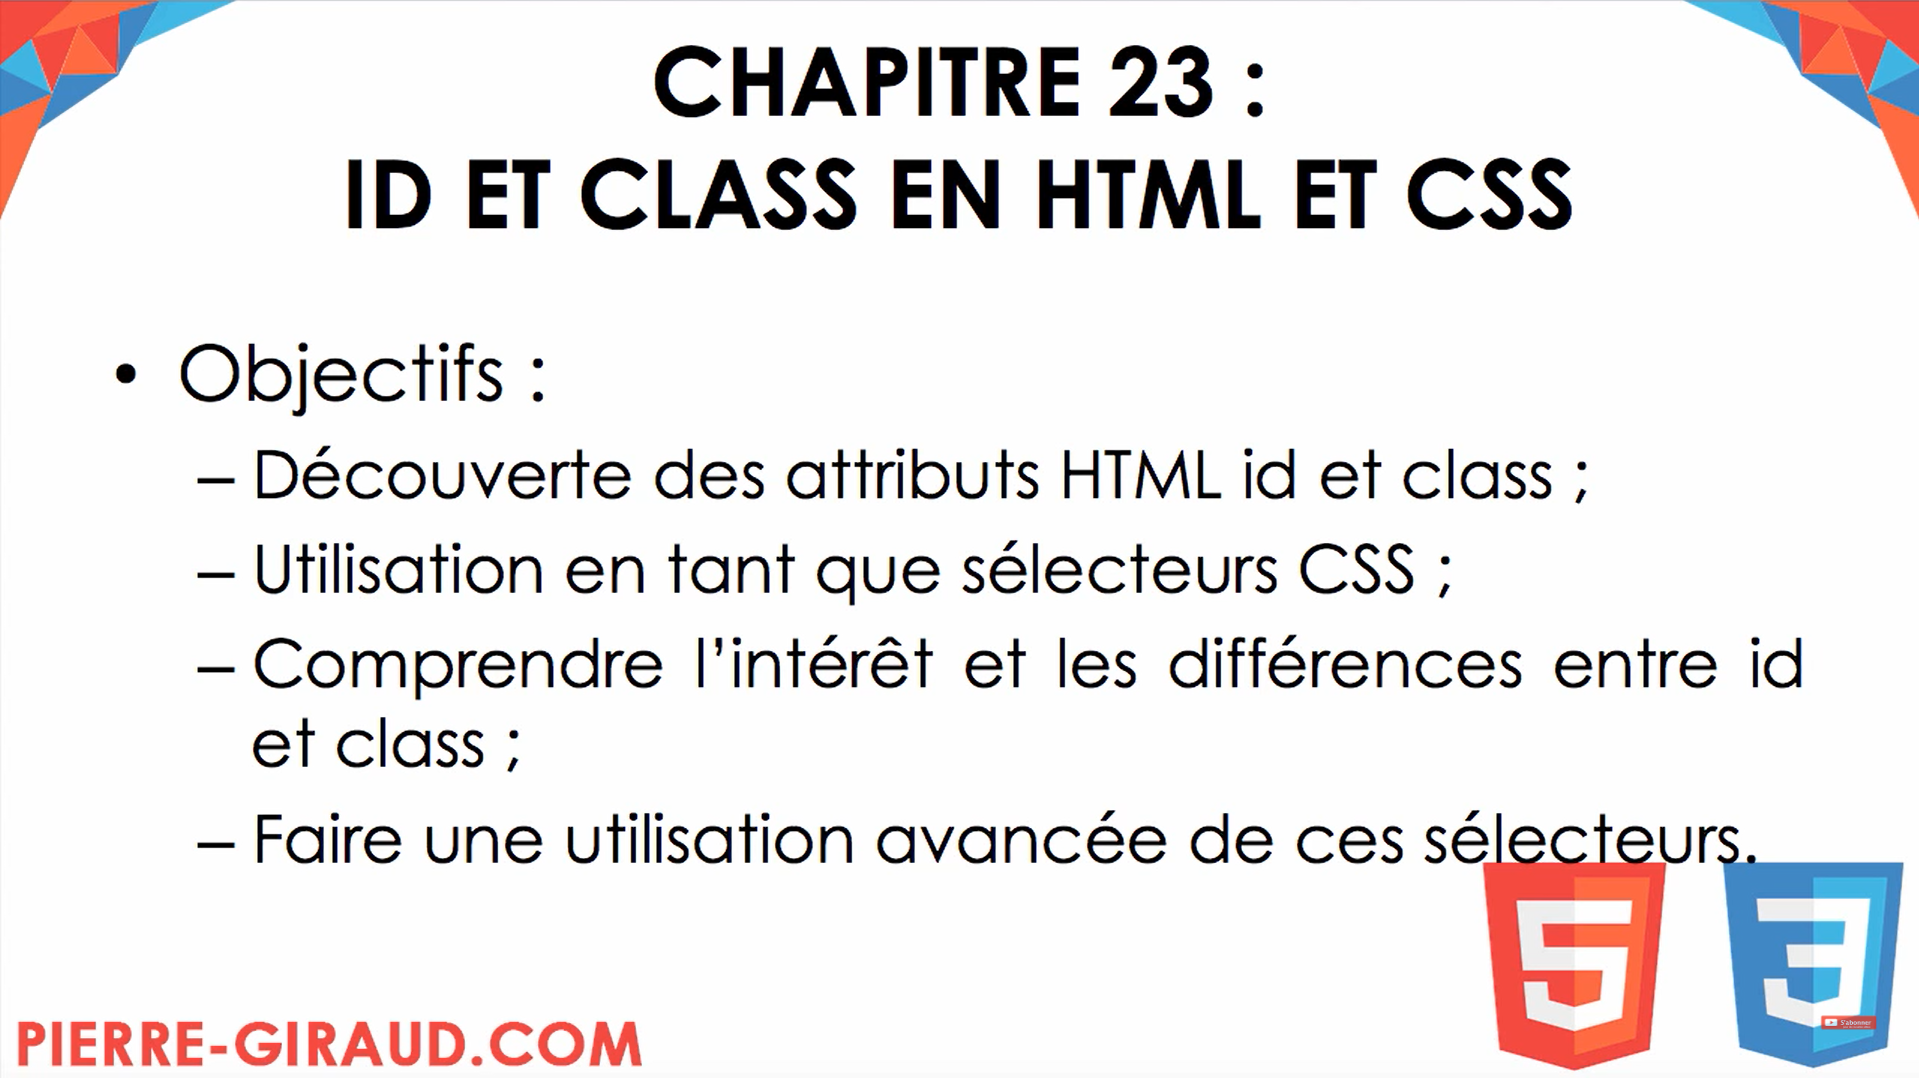 CHAPITRE 23 :
ID ET CLASS EN HTML ET CSS
• Objectifs :
– Découverte des attributs HTML id et class ;
– Utilisation en tant que sélecteurs CSS ;
– Comprendre l’intérêt et les différences entre id
et class ;
– Faire une utilisation avancée de ces sélecteurs.
5 3
S'abonner
PIERRE-GIRAUD.COM